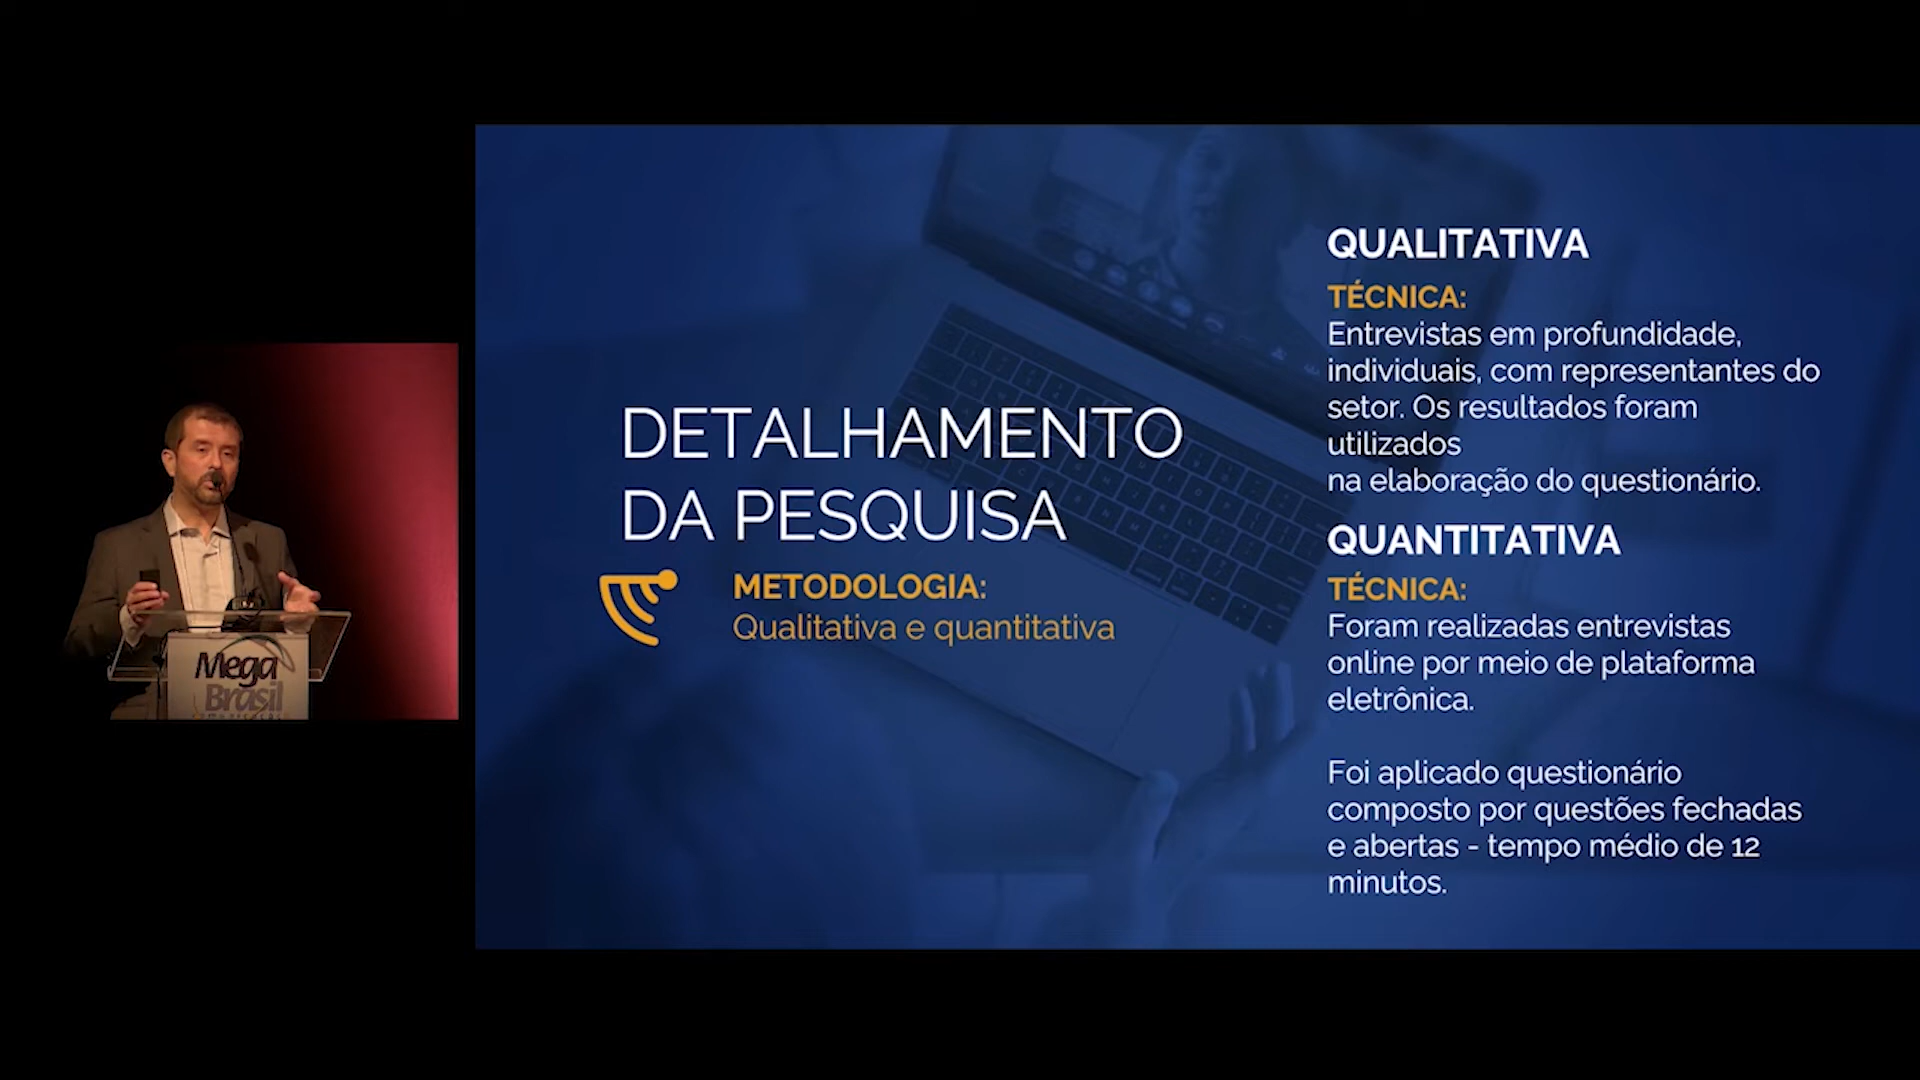 DETALHAMENTO
DA PESQUISA
METODOLOGIA:
Qualitativa e quantitativa
QUALITATIVA
TÉCNICA:
Entrevistas em profundidade,
individuais, com representantes do
setor. Os resultados foram
utilizados
na elaboração do questionário.
QUANTITATIVA
TÉCNICA:
Foram realizadas entrevistas
online por meio de plataforma
eletrônica.
Foi aplicado questionário
composto por questões fechadas
e abertas - tempo médio de 12
minutos.
Mega
Brasil